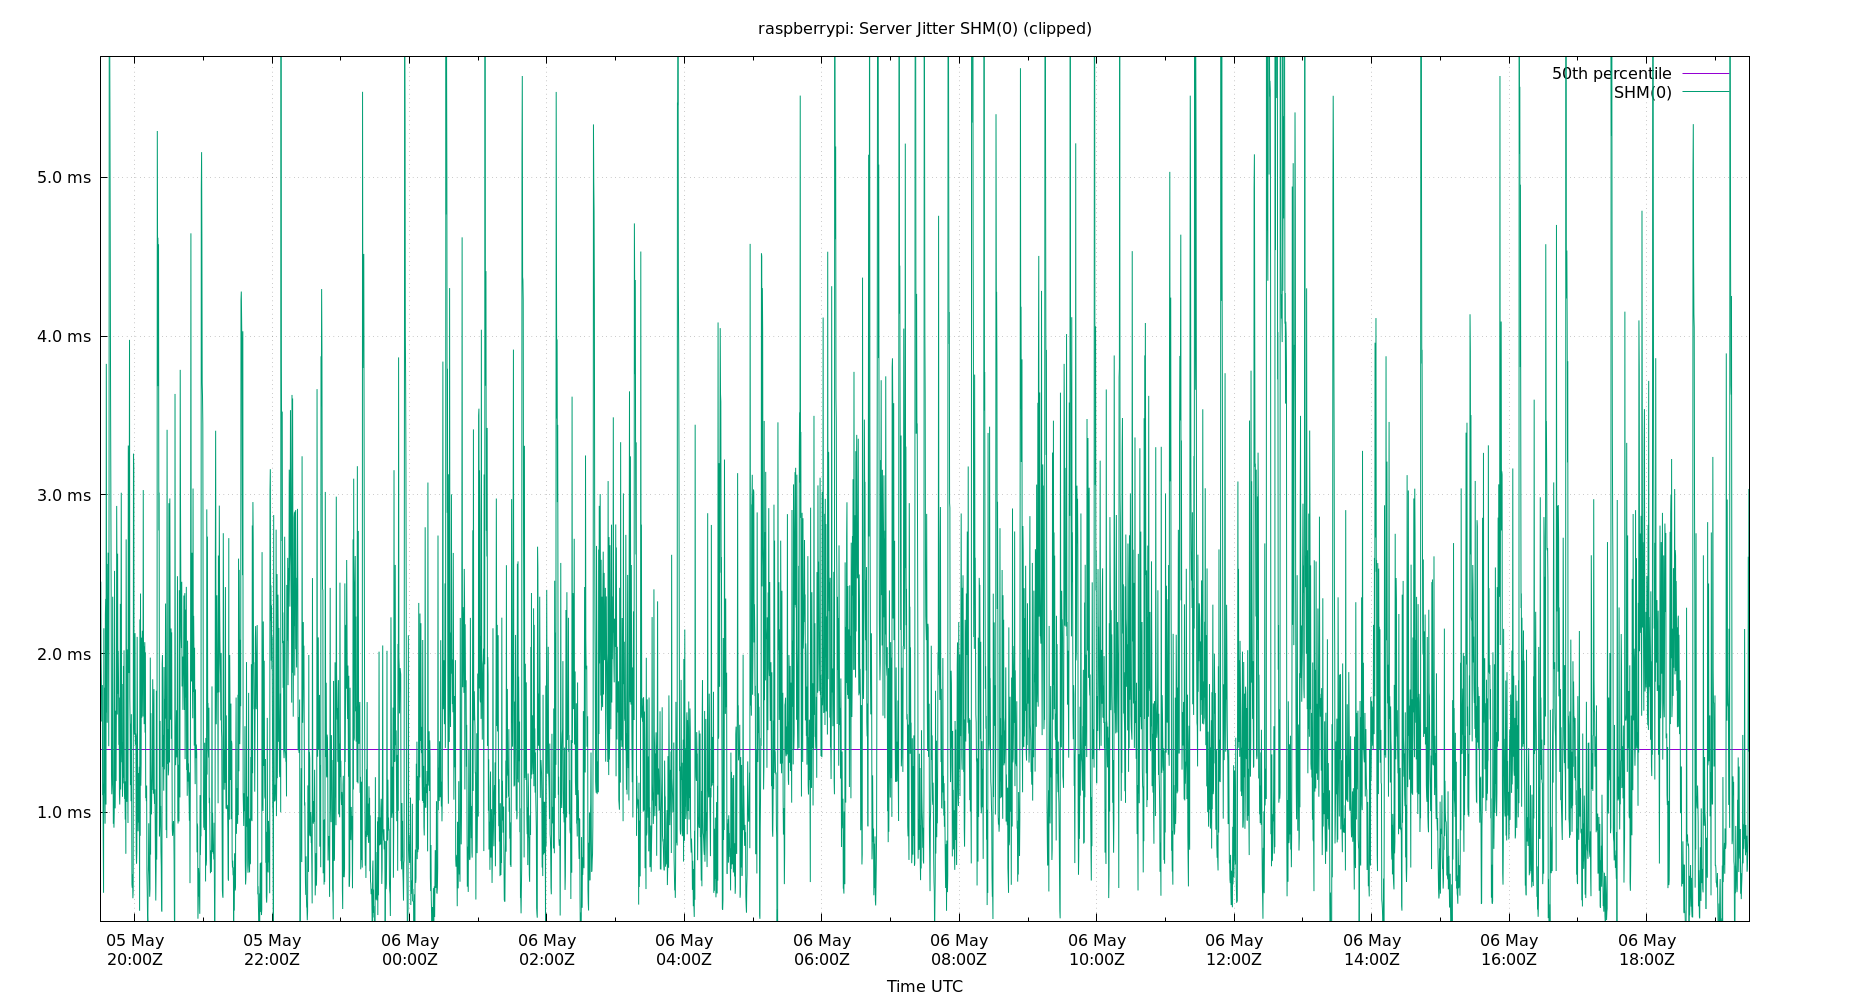 raspberrypi: Server Jitter SHM(0) (clipped)
50th percentile
SHM(0)
5.0 ms
4.0 ms
3.0 ms
2.0 ms
1.0 ms
05 May 05 May 06 May 06 May 06 May 06 May 06 May 06 May 06 May 06 May 06 May 06 May
20:00Z 22:00Z 00:00Z 02:00Z 04:00Z 06:00Z 08:00Z 10:00Z 12:00Z 14:00Z 16:00Z 18:00Z
Time UTC